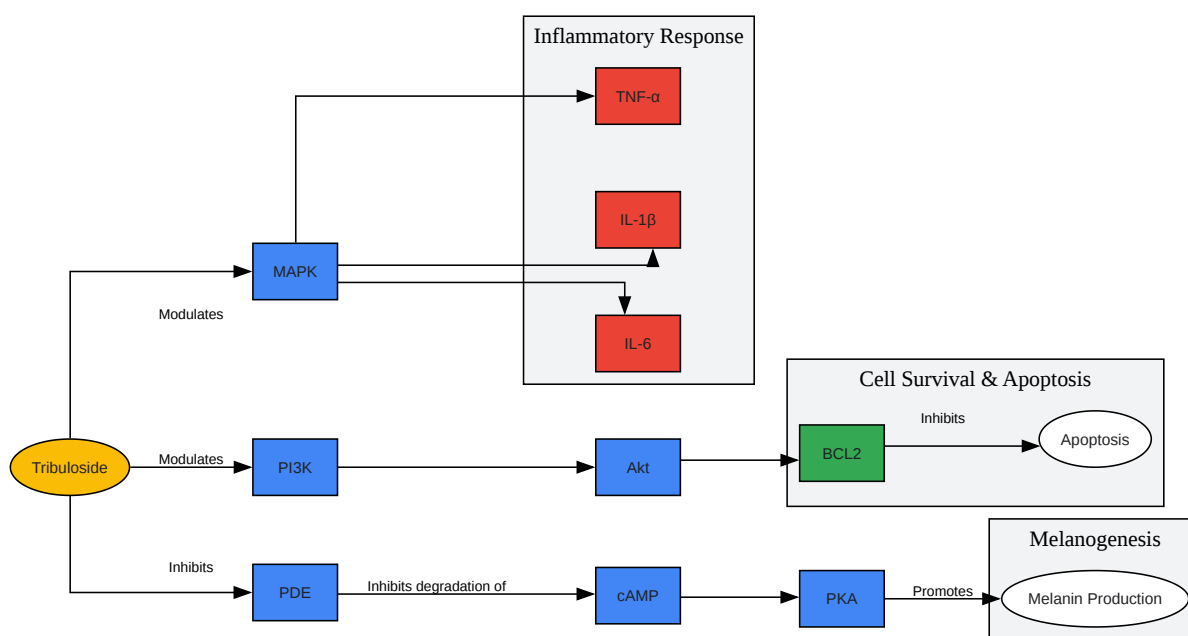 Inflammatory Response
TNF-α
IL-1β
MAPK
Modulates
IL-6
Cell Survival & Apoptosis
Inhibits
Tribuloside
Modulates
PI3K
Akt
BCL2
Apoptosis
Melanogenesis
Inhibits
PDE
Inhibits degradation of
cAMP
PKA
Promotes
Melanin Production